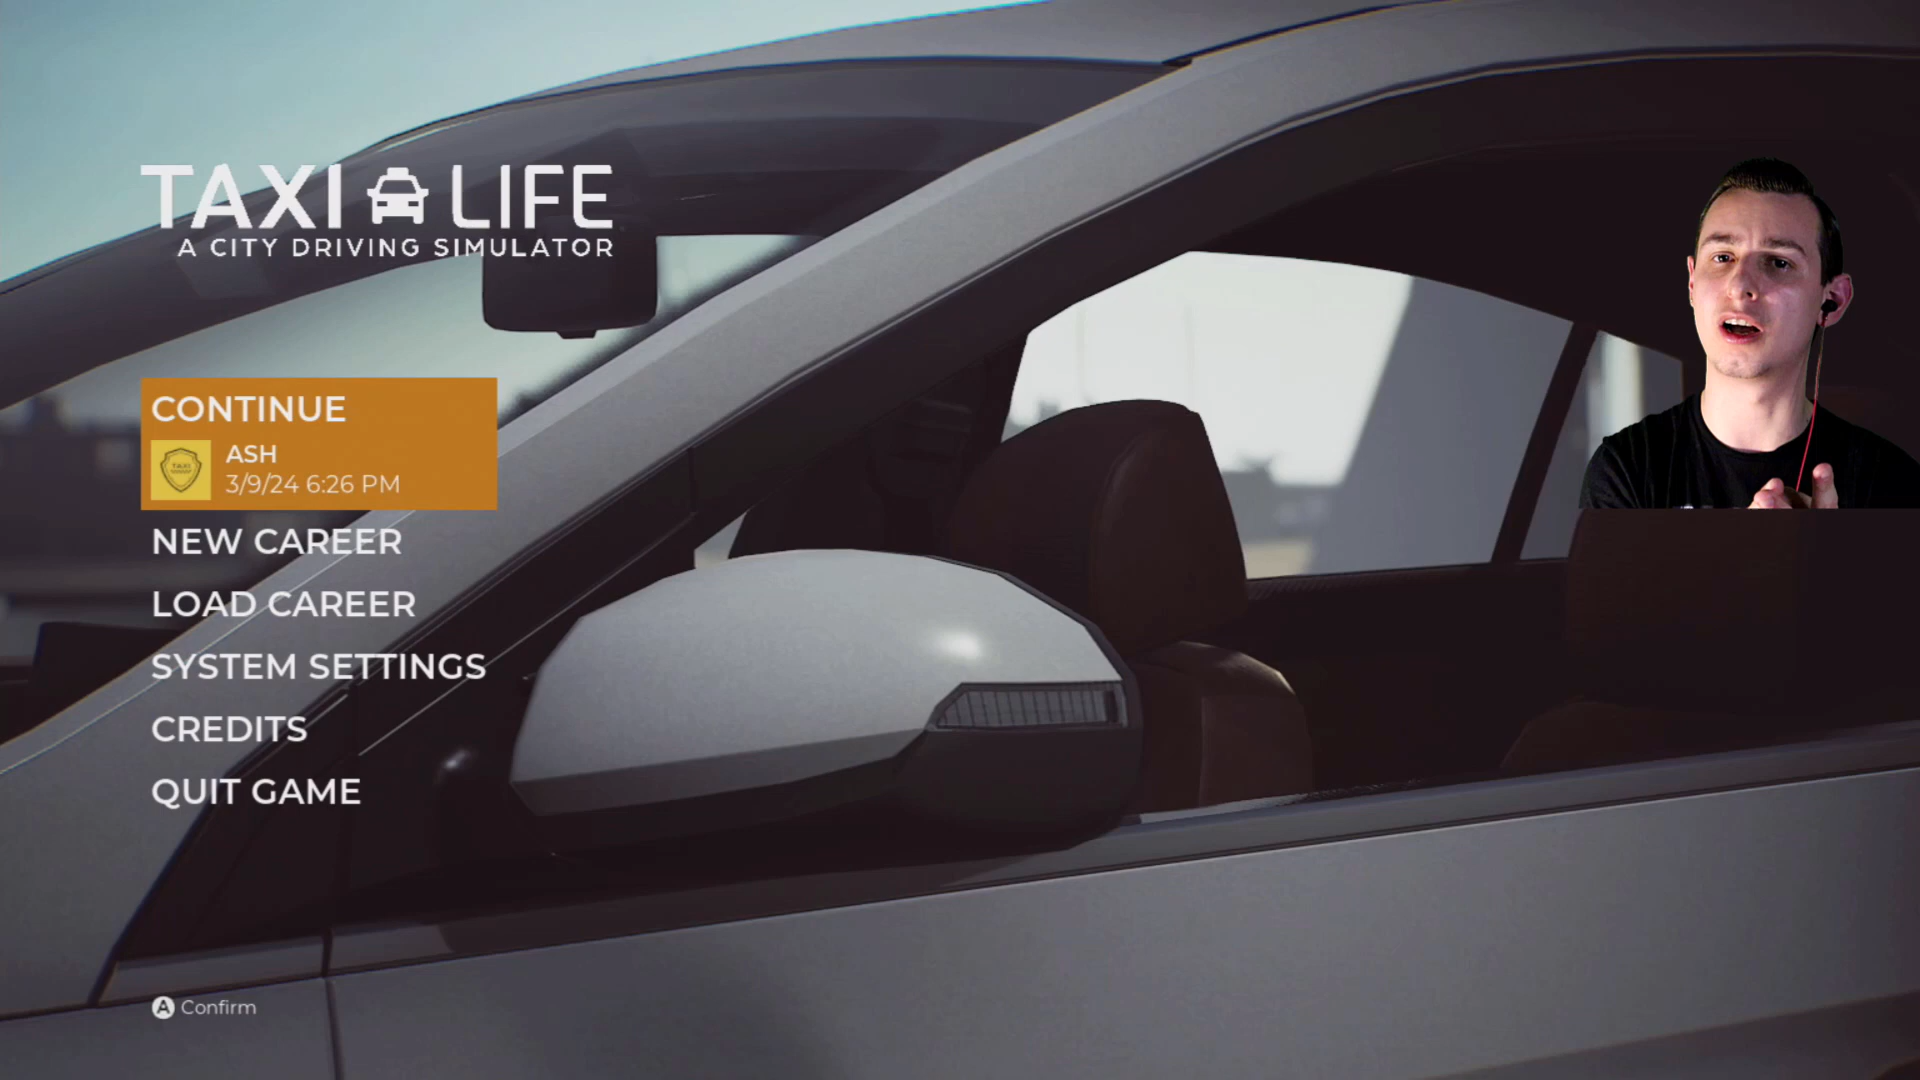 TAXI LIFE
A CITY DRIVING SIMULATOR
CONTINUE
TAXI
ASH
3/9/24 6:26 PM
NEW CAREER
LOAD CAREER
SYSTEM SETTINGS
CREDITS
QUIT GAME
A Confirm